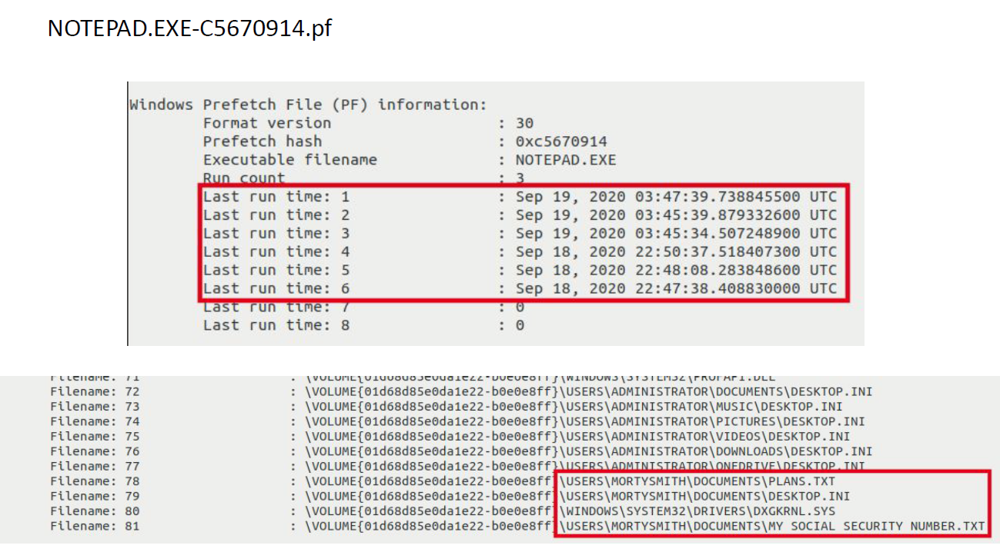 NOTEPAD.EXE-C5670914.pf
Windows Prefetch File (PF) information:
Format version : 30
Prefetch hash : 0xc5670914
Executable filename : NOTEPAD.EXE
Run count : 3
Last run time: 1 : Sep 19, 2020 03:47:39.738845500 UTC
Last run time: 2 : Sep 19, 2020 03:45:39.879332600 UTC
Last run time: 3 : Sep 19, 2020 03:45:34.507248900 UTC
Last run time: 4 : Sep 18, 2020 22:50:37.518407300 UTC
Last run time: 5 : Sep 18, 2020 22:48:08.283848600 UTC
Last run time: 6 : Sep 18, 2020 22:47:38.408830000 UTC
Last run time: 7 : 0
Last run time: 8 : 0
Filename: 71 : \VOLUME{01d68d85e0da1e22-b0e0e8ff}\WINDOWS\SYSTEM32\PROFAPI.DLL
Filename: 72 : \VOLUME{01d68d85e0da1e22-b0e0e8ff}\USERS\ADMINISTRATOR\DOCUMENTS\DESKTOP.INI
Filename: 73 : \VOLUME{01d68d85e0da1e22-b0e0e8ff}\USERS\ADMINISTRATOR\MUSIC\DESKTOP.INI
Filename: 74 : \VOLUME{01d68d85e0da1e22-b0e0e8ff}\USERS\ADMINISTRATOR\PICTURES\DESKTOP.INI
Filename: 75 : \VOLUME{01d68d85e0da1e22-b0e0e8ff}\USERS\ADMINISTRATOR\VIDEOS\DESKTOP.INI
Filename: 76 : \VOLUME{01d68d85e0da1e22-b0e0e8ff}\USERS\ADMINISTRATOR\DOWNLOADS\DESKTOP.INI
Filename: 77 : \VOLUME{01d68d85e0da1e22-b0e0e8ff}\USERS\ADMINISTRATOR\ONEDRIVE\DESKTOP.INI
Filename: 78 : \VOLUME{01d68d85e0da1e22-b0e0e8ff}\USERS\MORTYSMITH\DOCUMENTS\PLANS.TXT
Filename: 79 : \VOLUME{01d68d85e0da1e22-b0e0e8ff}\USERS\MORTYSMITH\DOCUMENTS\DESKTOP.INI
Filename: 80 : \VOLUME{01d68d85e0da1e22-b0e0e8ff}\WINDOWS\SYSTEM32\DRIVERS\DXGKRNL.SYS
Filename: 81 : \VOLUME{01d68d85e0da1e22-b0e0e8ff}\USERS\MORTYSMITH\DOCUMENTS\MY SOCIAL SECURITY NUMBER.TXT